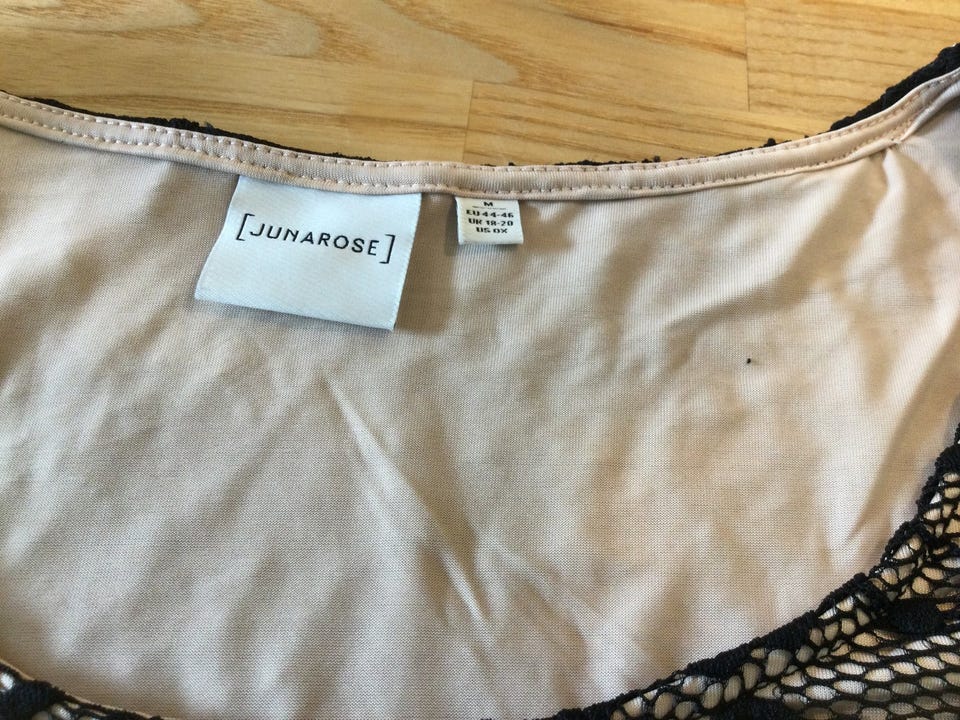 [JUNAROSE]
M
EU 44-46
UK 18-20
US 0X